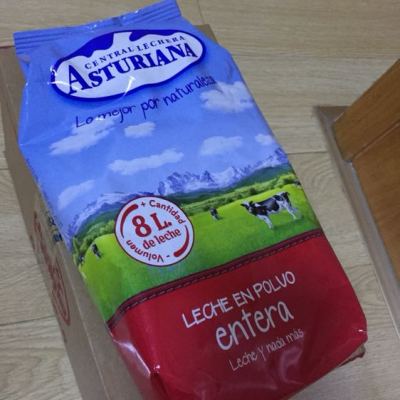 CENTRAL LECHERA
ASTURIANA
Lo mejor por naturaleza
+ Cantidad
8 L.
de leche
- Volumen
LECHE EN POLVO
entera
Leche y nada más